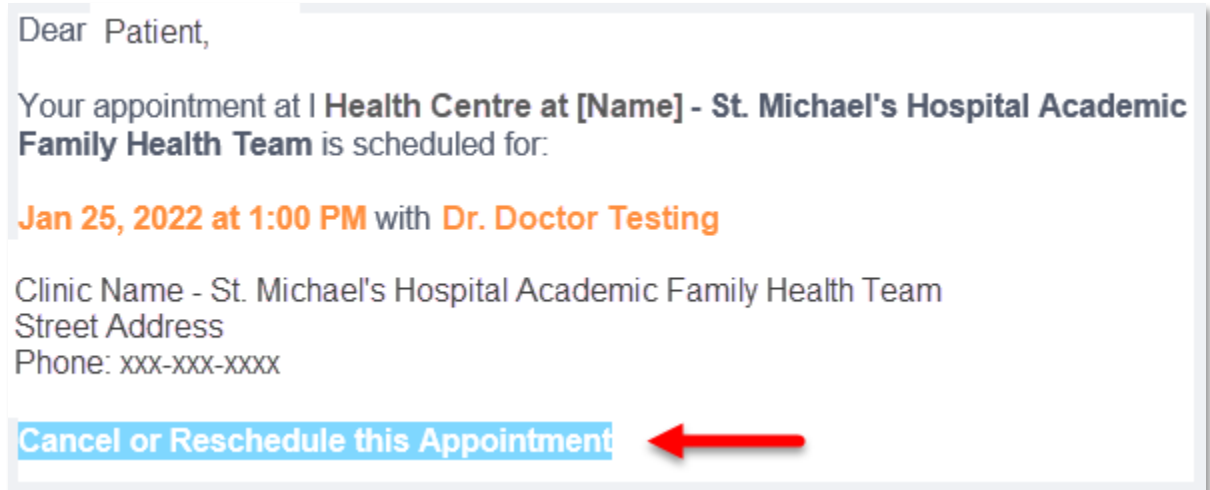 Dear Patient,
Your appointment at l Health Centre at [Name] - St. Michael's Hospital Academic
Family Health Team is scheduled for:
Jan 25, 2022 at 1:00 PM with Dr. Doctor Testing
Clinic Name - St. Michael's Hospital Academic Family Health Team
Street Address
Phone: xxx-xxx-xxxx
Cancel or Reschedule this Appointment